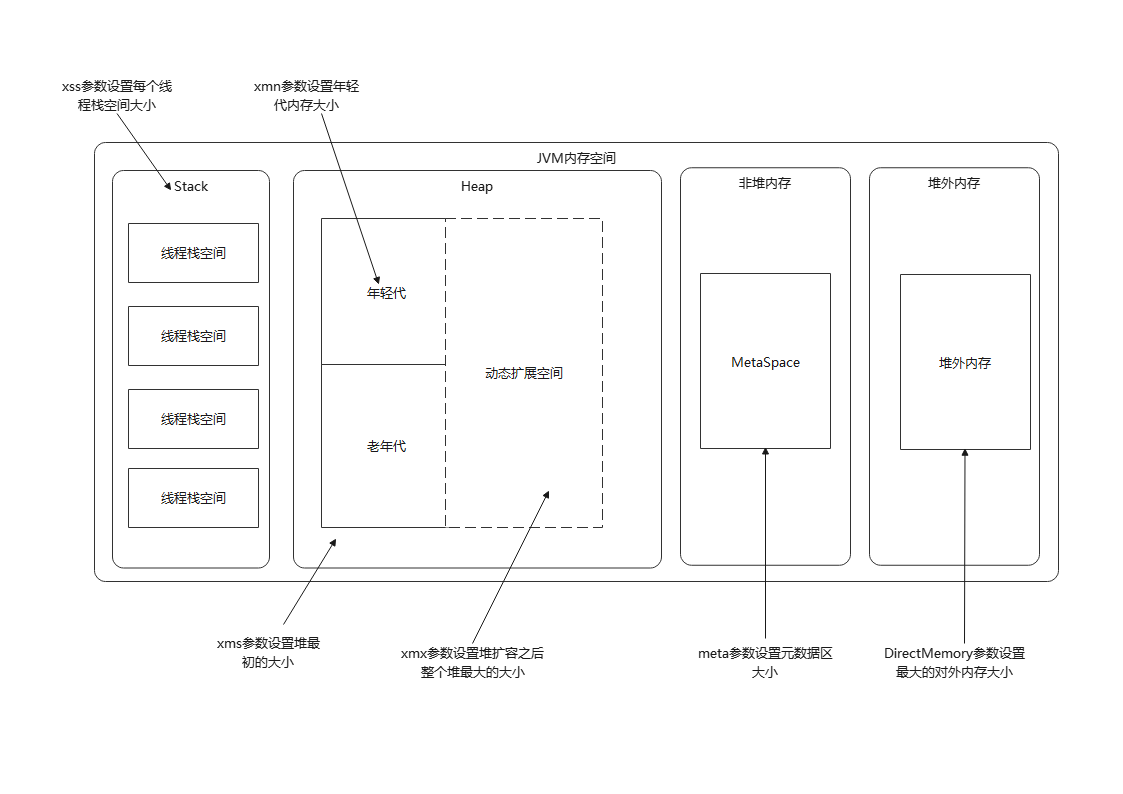 xss参数设置每个线
程栈空间大小
xmn参数设置年轻
代内存大小
JVM内存空间
Stack
线程栈空间
线程栈空间
线程栈空间
线程栈空间
Heap
年轻代
老年代
动态扩展空间
非堆内存
MetaSpace
堆外内存
堆外内存
xms参数设置堆最
初的大小
xmx参数设置堆扩容之后
整个堆最大的大小
meta参数设置元数据区
大小
DirectMemory参数设置
最大的对外内存大小